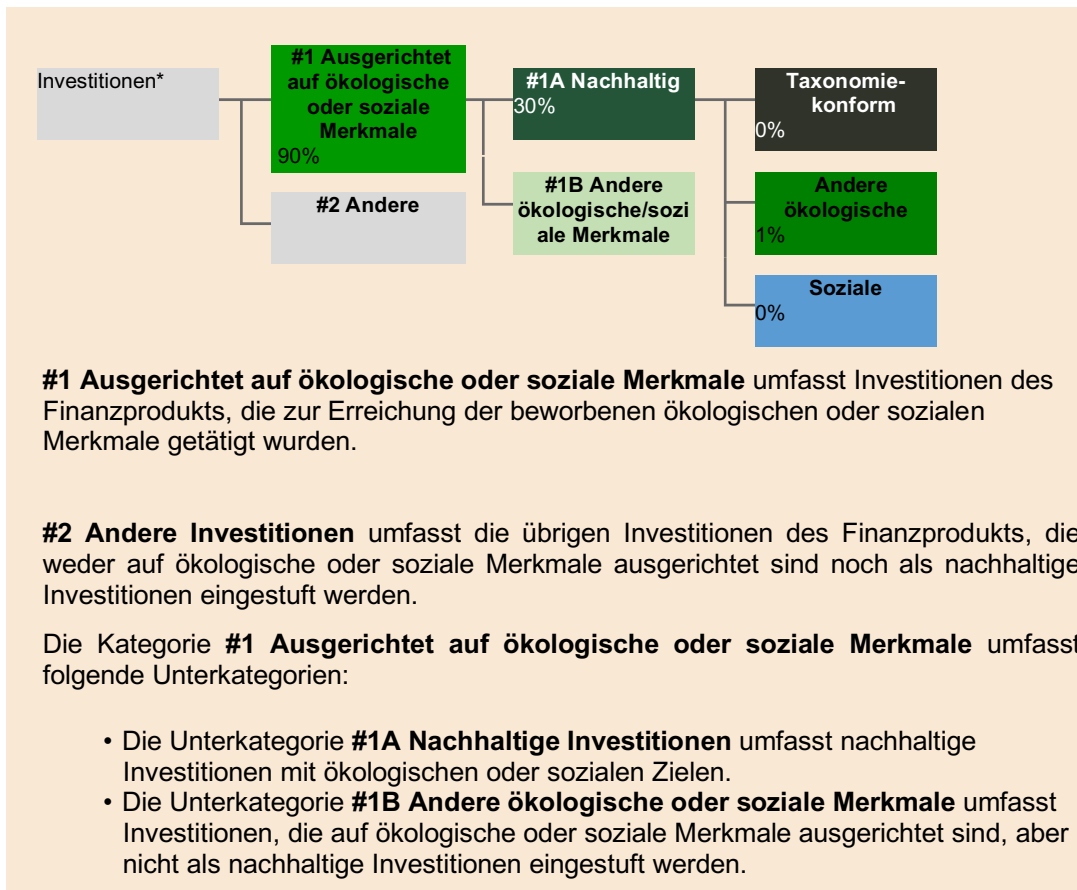 Investitionen*
#1 Ausgerichtet
auf ökologische
oder soziale
Merkmale
90%
#2 Andere
#1A Nachhaltig
30%
#1B Andere
ökologische/sozi
ale Merkmale
Taxonomie-
konform
0%
Andere
ökologische
1%
Soziale
0%
#1 Ausgerichtet auf ökologische oder soziale Merkmale umfasst Investitionen des
Finanzprodukts, die zur Erreichung der beworbenen ökologischen oder sozialen
Merkmale getätigt wurden.
#2 Andere Investitionen umfasst die übrigen Investitionen des Finanzprodukts, die
weder auf ökologische oder soziale Merkmale ausgerichtet sind noch als nachhaltige
Investitionen eingestuft werden.
Die Kategorie #1 Ausgerichtet auf ökologische oder soziale Merkmale umfasst
folgende Unterkategorien:
• Die Unterkategorie #1A Nachhaltige Investitionen umfasst nachhaltige
Investitionen mit ökologischen oder sozialen Zielen.
• Die Unterkategorie #1B Andere ökologische oder soziale Merkmale umfasst
Investitionen, die auf ökologische oder soziale Merkmale ausgerichtet sind, aber
nicht als nachhaltige Investitionen eingestuft werden.